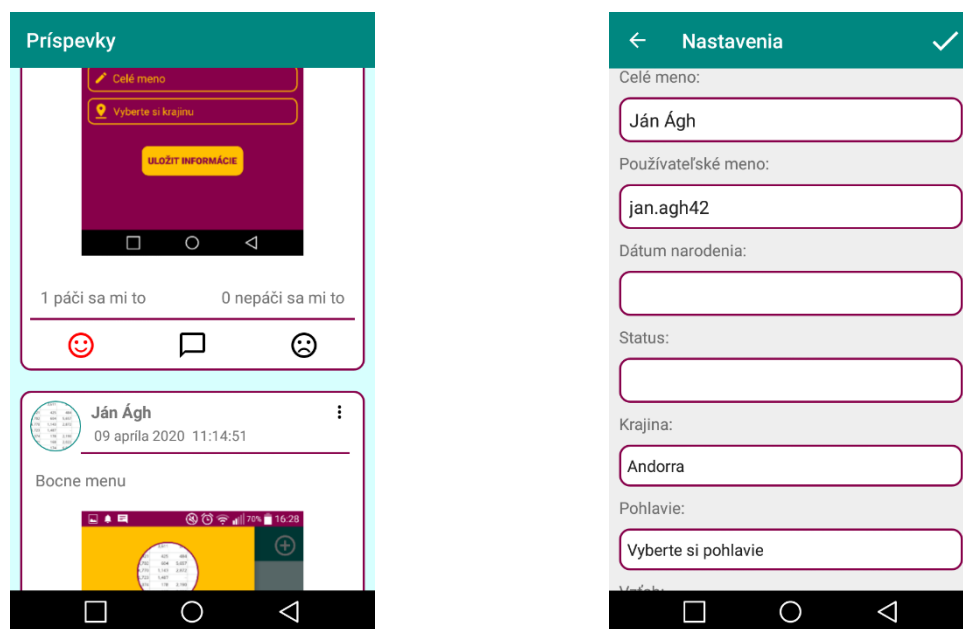 Príspevky
Celé meno
Vyberte si krajinu
ULOŽIT INFORMÁCIE
1 páči sa mi to
0 nepáči sa mi to
Ján Ágh
09 apríla 2020 11:14:51
Bocne menu
70% 16:28
Nastavenia
Celé meno:
Ján Ágh
Používateľské meno:
jan.agh42
Dátum narodenia:
Status:
Krajina:
Andorra
Pohlavie:
Vyberte si pohlavie
Vzťah: